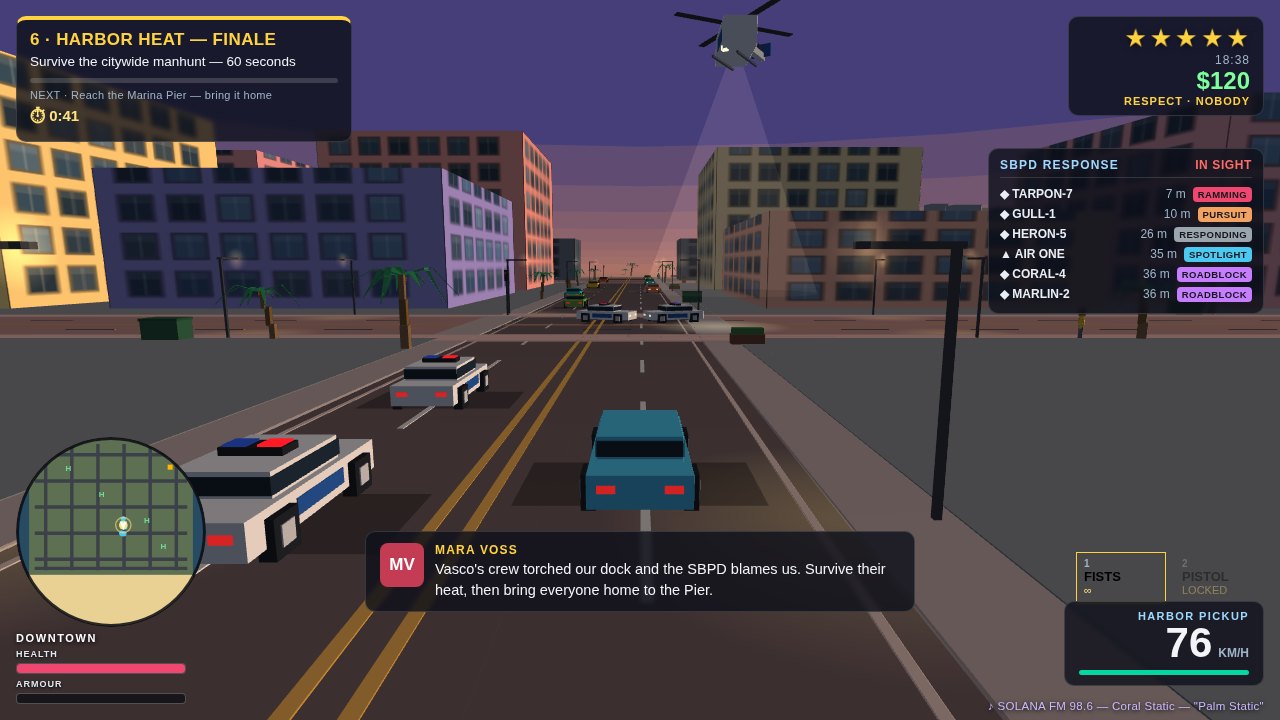 6 · HARBOR HEAT — FINALE
Survive the citywide manhunt — 60 seconds
NEXT · Reach the Marina Pier — bring it home
⏱ 0:41
★★★★★
18:38
$120
RESPECT · NOBODY
SBPD RESPONSE IN SIGHT
◆ TARPON-7 7 m RAMMING
◆ GULL-1 10 m PURSUIT
◆ HERON-5 26 m RESPONDING
▲ AIR ONE 35 m SPOTLIGHT
◆ CORAL-4 36 m ROADBLOCK
◆ MARLIN-2 36 m ROADBLOCK
H
H
H
H
DOWNTOWN
HEALTH
ARMOUR
MV
MARA VOSS
Vasco's crew torched our dock and the SBPD blames us. Survive their
heat, then bring everyone home to the Pier.
1
FISTS
∞
2
PISTOL
LOCKED
HARBOR PICKUP
76 KM/H
♪ SOLANA FM 98.6 — Coral Static — "Palm Static"